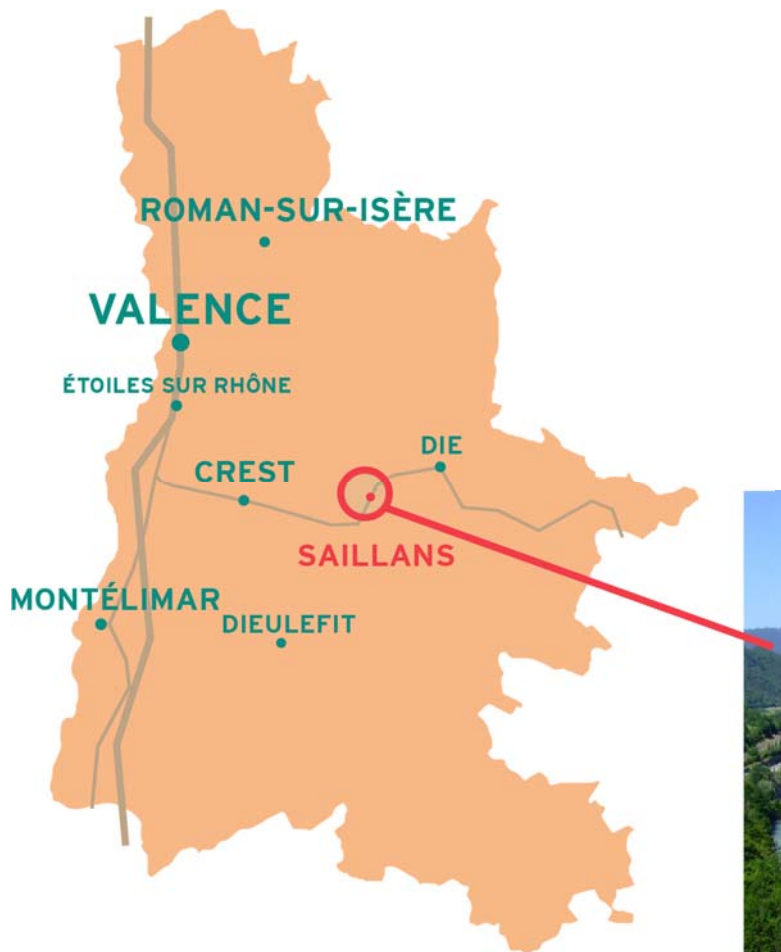 ROMAN-SUR-ISÈRE
VALENCE
ÉTOILES SUR RHÔNE
DIE
CREST
SAILLANS
MONTÉLIMAR
DIEULEFIT